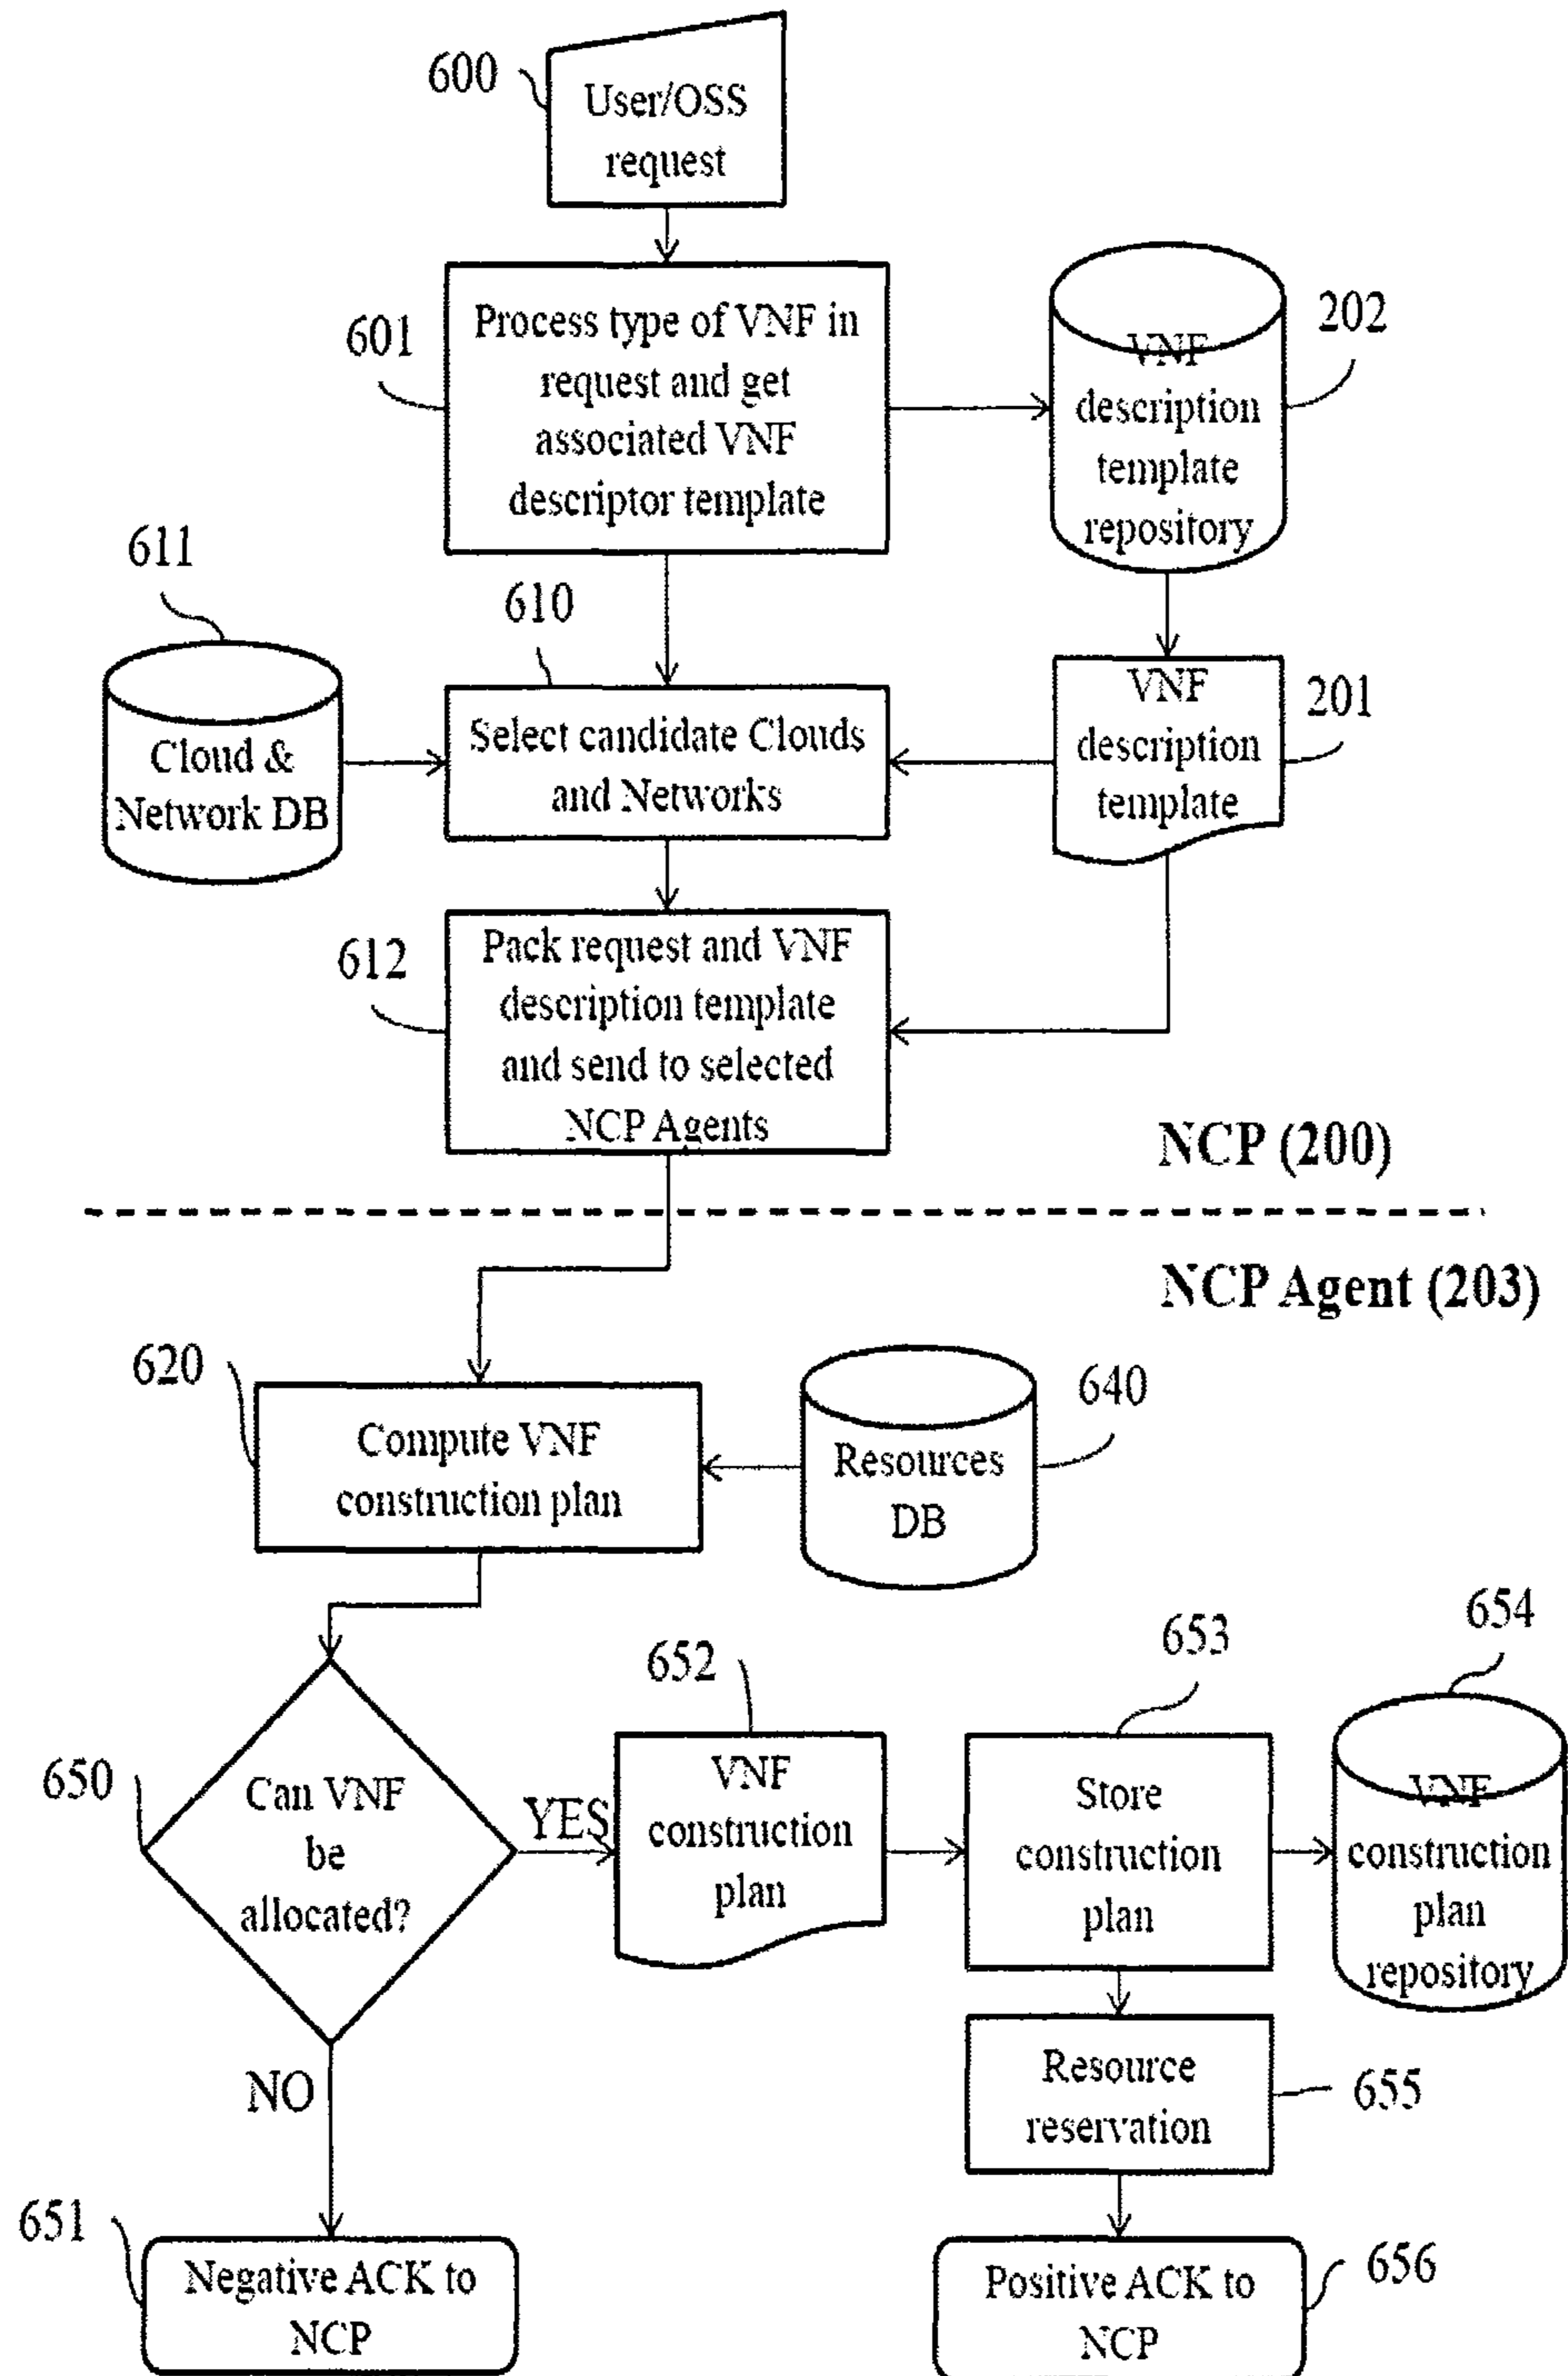 600
User/OSS
request
601
Process type of VNF in
request and get
associated VNF
descriptor template
202
VNF
description
template
repository
611
Cloud &
Network DB
610
Select candidate Clouds
and Networks
201
VNF
description
template
612
Pack request and VNF
description template
and send to selected
NCP Agents
NCP (200)
NCP Agent (203)
620
Compute VNF
construction plan
640
Resources
DB
650
Can VNF
be
allocated?
YES
652
VNF
construction
plan
653
Store
construction
plan
654
VNF
construction
plan
repository
NO
Resource
reservation
655
651
Negative ACK to
NCP
Positive ACK to
NCP
656